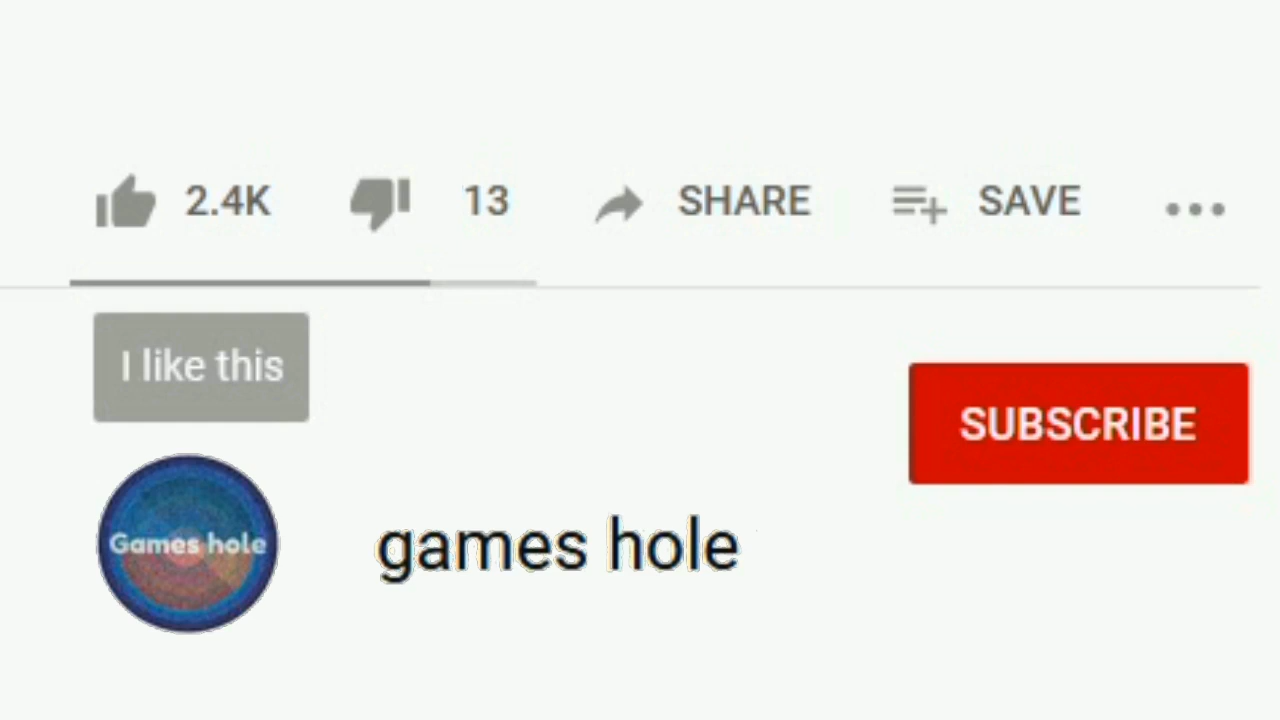 2.4K 13 SHARE SAVE
I like this
SUBSCRIBE
Games hole
games hole